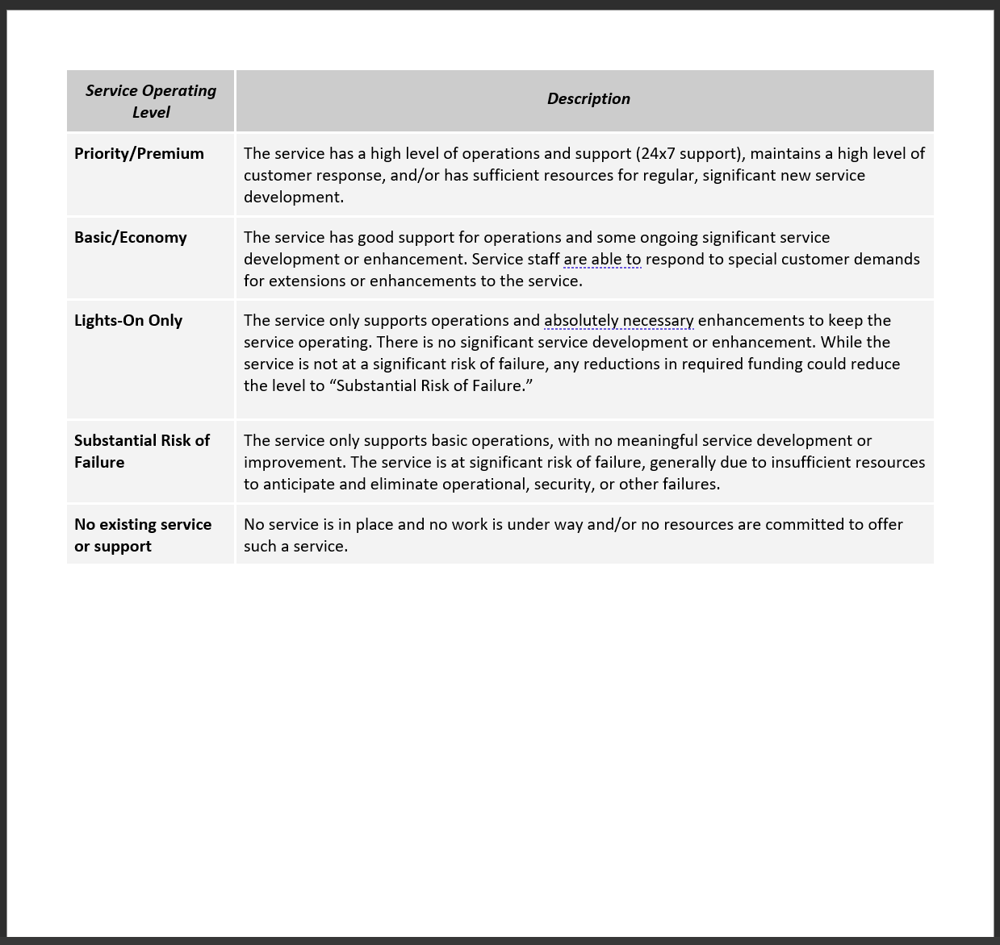 Service Operating
Level
Description
Priority/Premium
The service has a high level of operations and support (24x7 support), maintains a high level of
customer response, and/or has sufficient resources for regular, significant new service
development.
Basic/Economy
The service has good support for operations and some ongoing significant service
development or enhancement. Service staff are able to respond to special customer demands
for extensions or enhancements to the service.
Lights-On Only
The service only supports operations and absolutely necessary enhancements to keep the
service operating. There is no significant service development or enhancement. While the
service is not at a significant risk of failure, any reductions in required funding could reduce
the level to “Substantial Risk of Failure.”
Substantial Risk of
Failure
The service only supports basic operations, with no meaningful service development or
improvement. The service is at significant risk of failure, generally due to insufficient resources
to anticipate and eliminate operational, security, or other failures.
No existing service
or support
No service is in place and no work is under way and/or no resources are committed to offer
such a service.